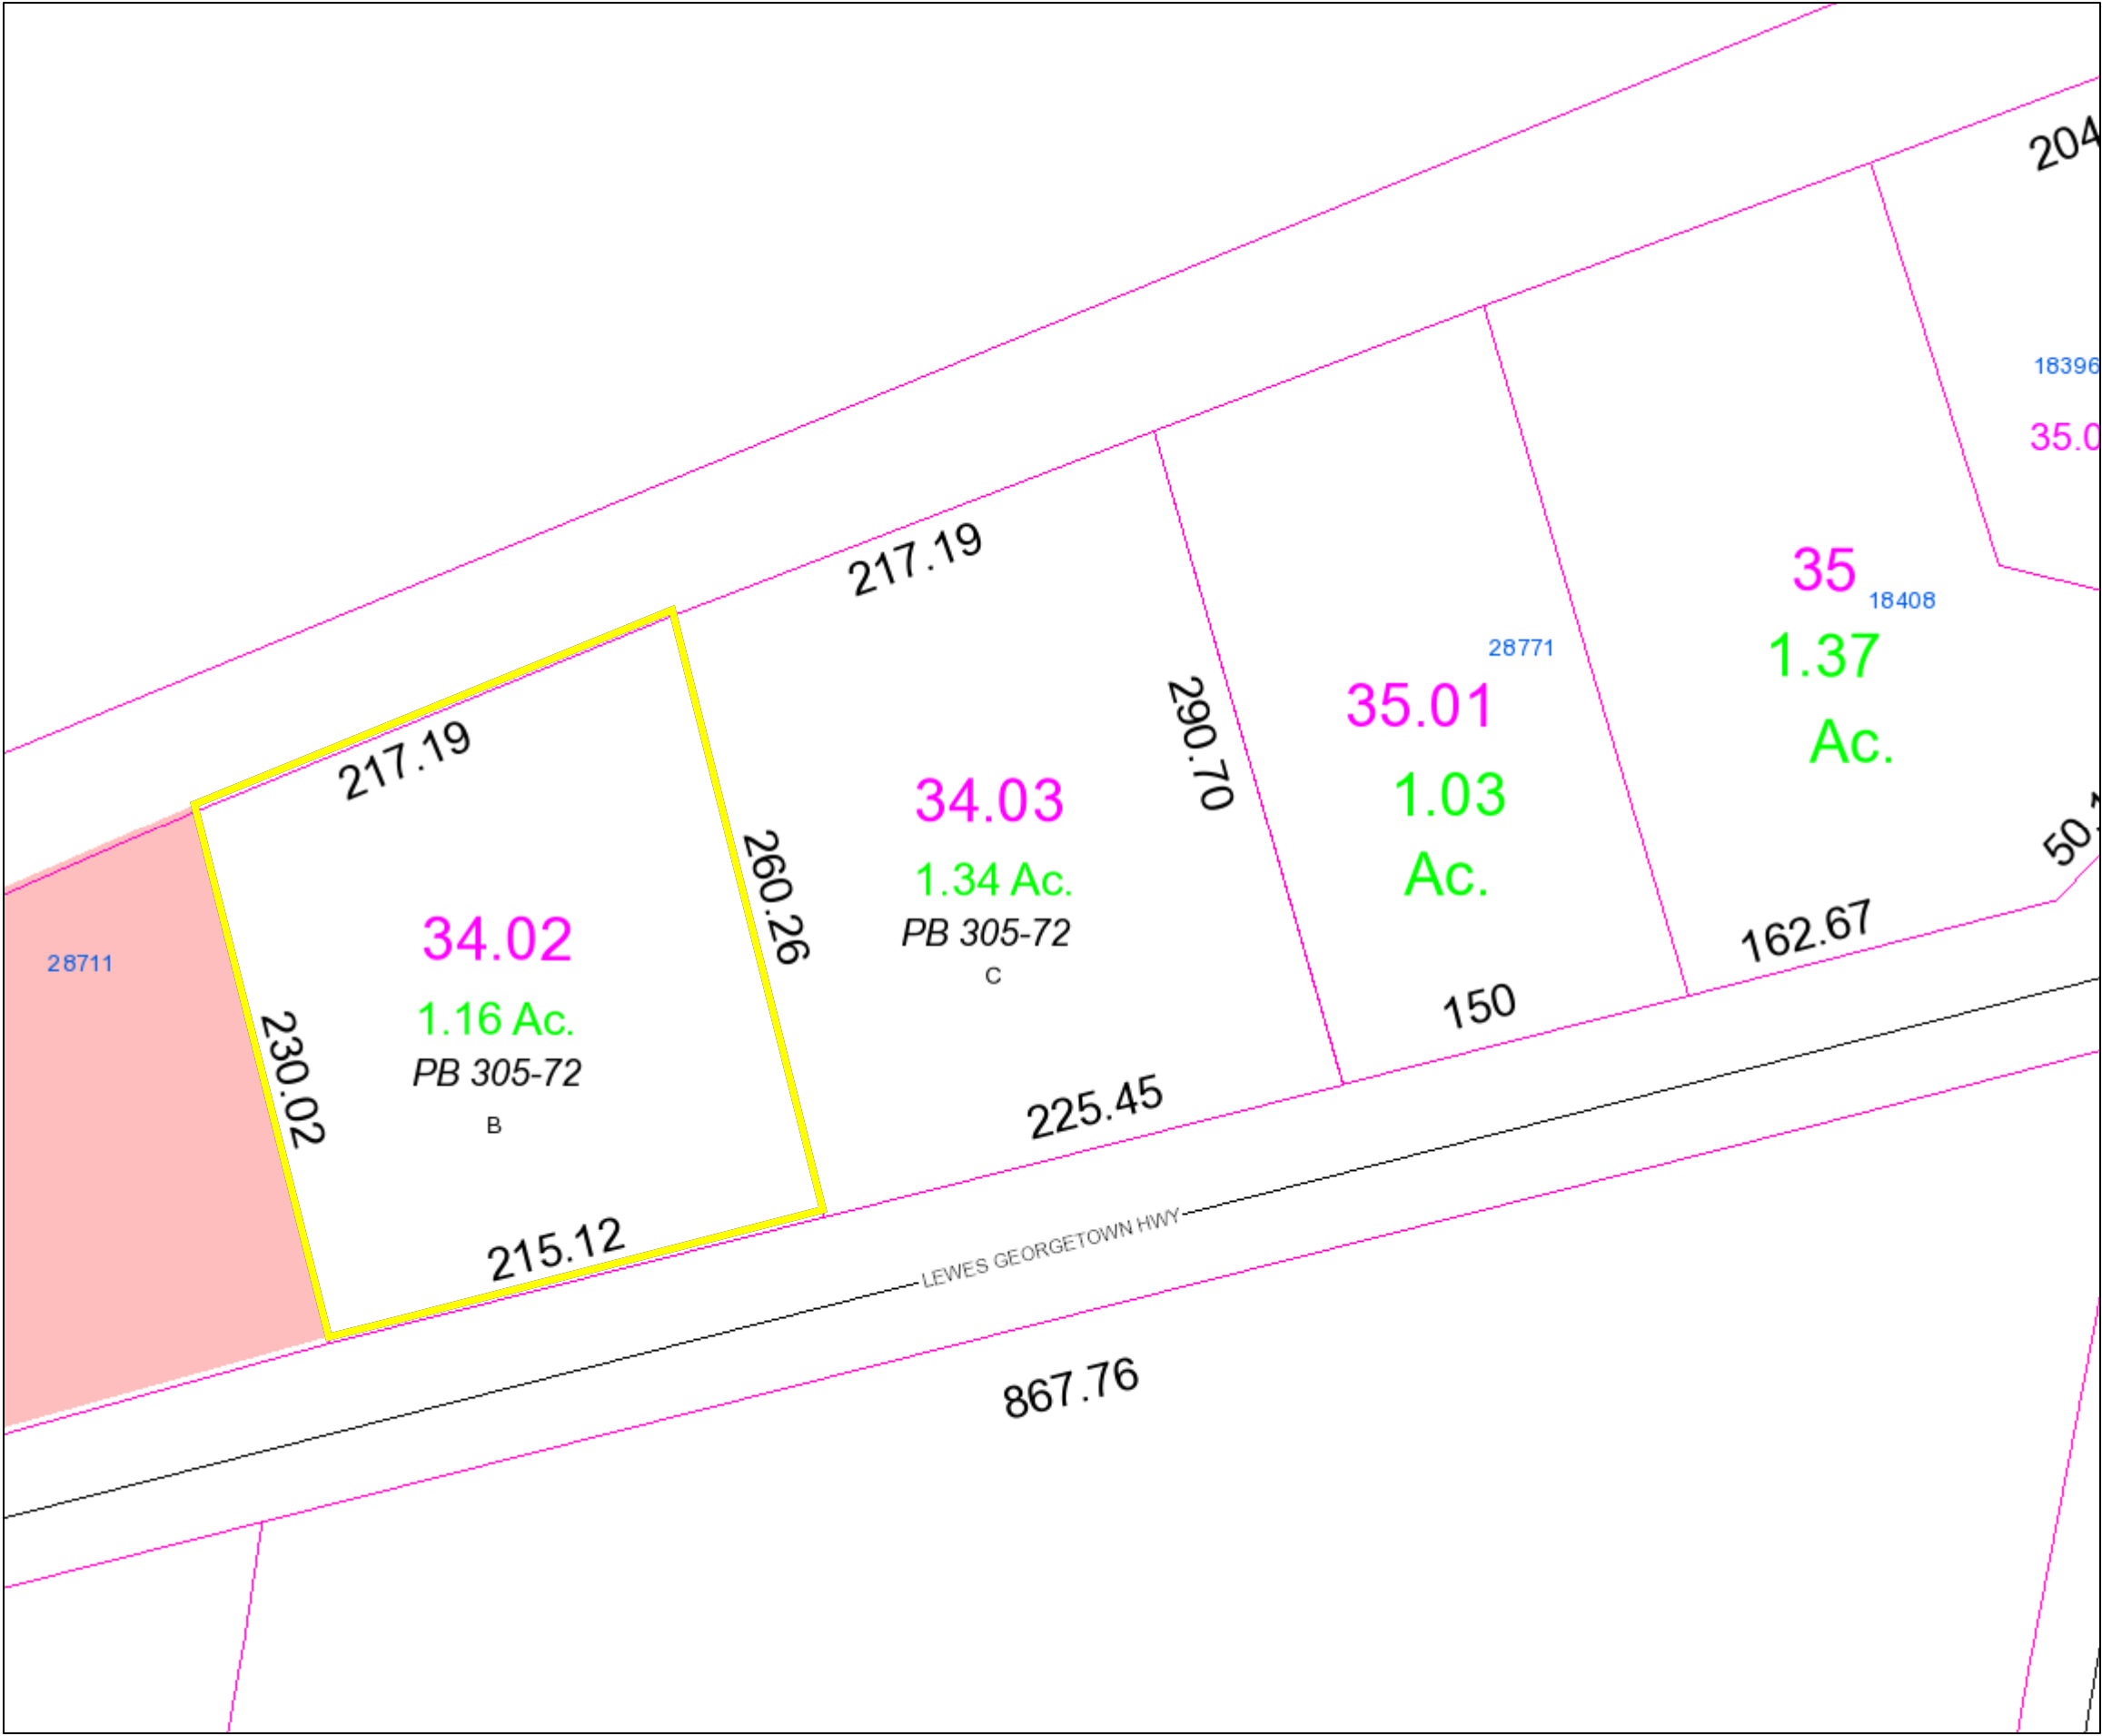 204
18396
35.0
217.19
35
18408
1.37
Ac.
28771
35.01
1.03
Ac.
290.70
217.19
34.03
1.34 Ac.
PB 305-72
C
260.26
34.02
1.16 Ac.
PB 305-72
B
28711
230.02
215.12
225.45
150
162.67
50.
LEWES GEORGETOWN HWY
867.76